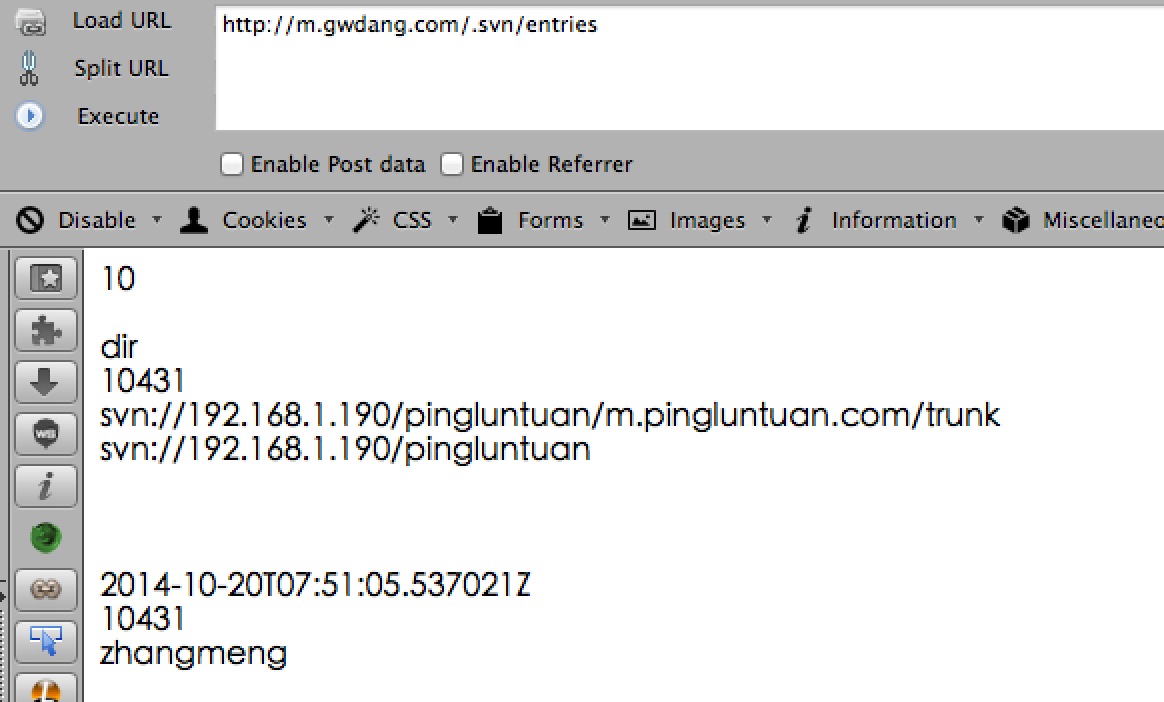 Load URL
http://m.gwdang.com/.svn/entries
Split URL
Execute
Enable Post data Enable Referrer
Disable Cookies CSS Forms Images Information Miscellaneo
10
dir
10431
svn://192.168.1.190/pingluntuan/m.pingluntuan.com/trunk
svn://192.168.1.190/pingluntuan
2014-10-20T07:51:05.537021Z
10431
zhangmeng